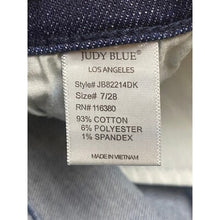 JUDY BLUE®
LOS ANGELES
Style# JB82214DK
Size# 7/28
RN# 116380
93% COTTON
6% POLYESTER
1% SPANDEX
MADE IN VIETNAM